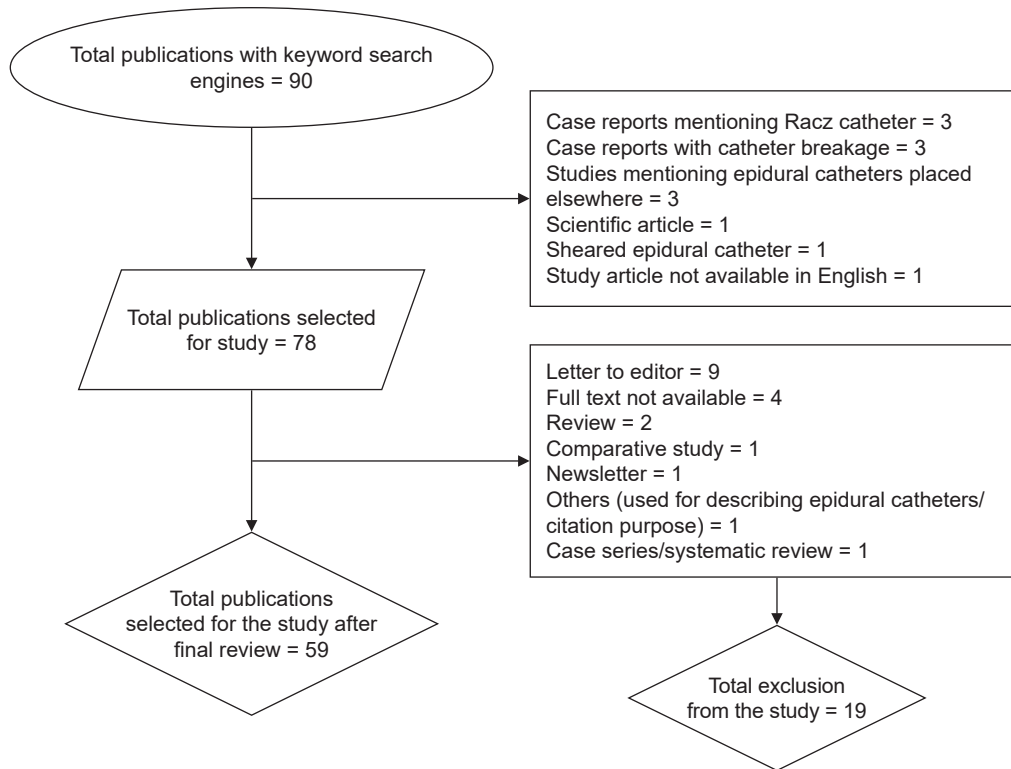 Total publications with keyword search
engines = 90
Case reports mentioning Racz catheter = 3
Case reports with catheter breakage = 3
Studies mentioning epidural catheters placed
elsewhere = 3
Scientific article = 1
Sheared epidural catheter = 1
Study article not available in English = 1
Total publications selected
for study = 78
Letter to editor = 9
Full text not available = 4
Review = 2
Comparative study = 1
Newsletter = 1
Others (used for describing epidural catheters/
citation purpose) = 1
Case series/systematic review = 1
Total publications
selected for the study after
final review = 59
Total exclusion
from the study = 19